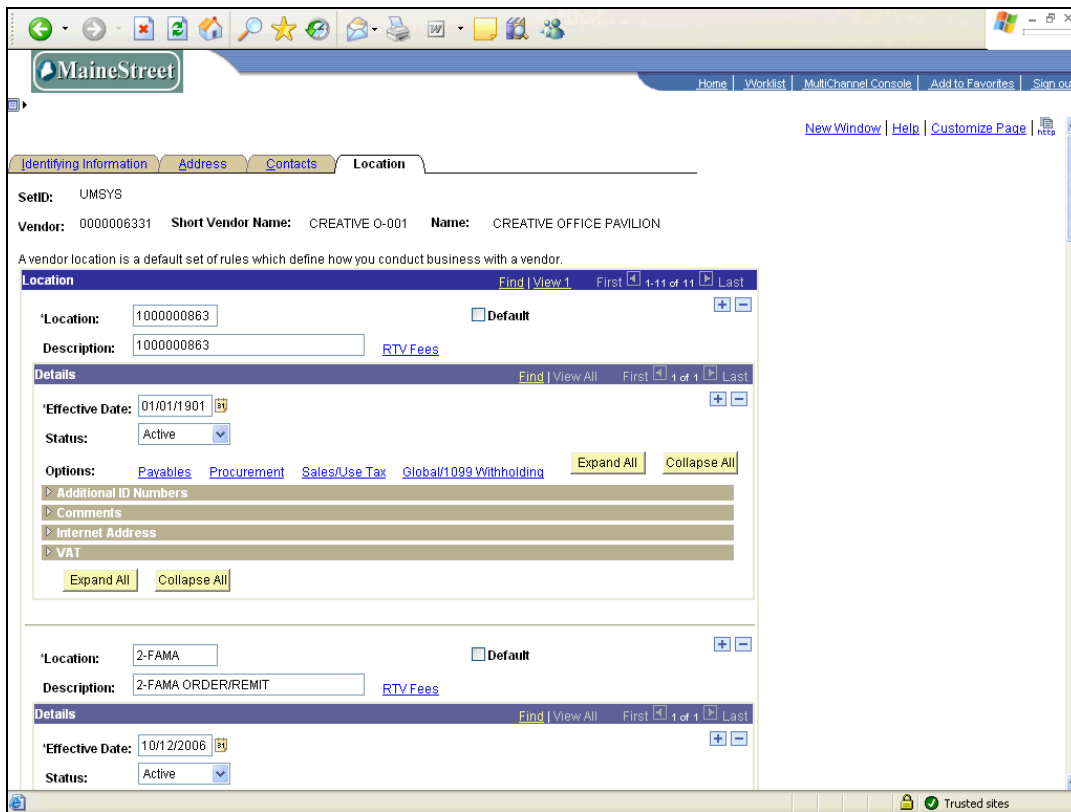 MaineStreet
Home | Worklist | MultiChannel Console | Add to Favorites | Sign ou
New Window | Help | Customize Page | http
Identifying Information Address Contacts Location
SetID: UMSYS
Vendor: 0000006331 Short Vendor Name: CREATIVE O-001 Name: CREATIVE OFFICE PAVILION
A vendor location is a default set of rules which define how you conduct business with a vendor.
Location Find | View 1 First 1-11 of 11 Last
*Location: 1000000863 Default
Description: 1000000863 RTV Fees
Details Find | View All First 1 of 1 Last
*Effective Date: 01/01/1901 31
Status: Active
Options: Payables Procurement Sales/Use Tax Global/1099 Withholding Expand All Collapse All
Additional ID Numbers
Comments
Internet Address
VAT
Expand All Collapse All
*Location: 2-FAMA Default
Description: 2-FAMA ORDER/REMIT RTV Fees
Details Find | View All First 1 of 1 Last
*Effective Date: 10/12/2006 31
Status: Active
Trusted sites